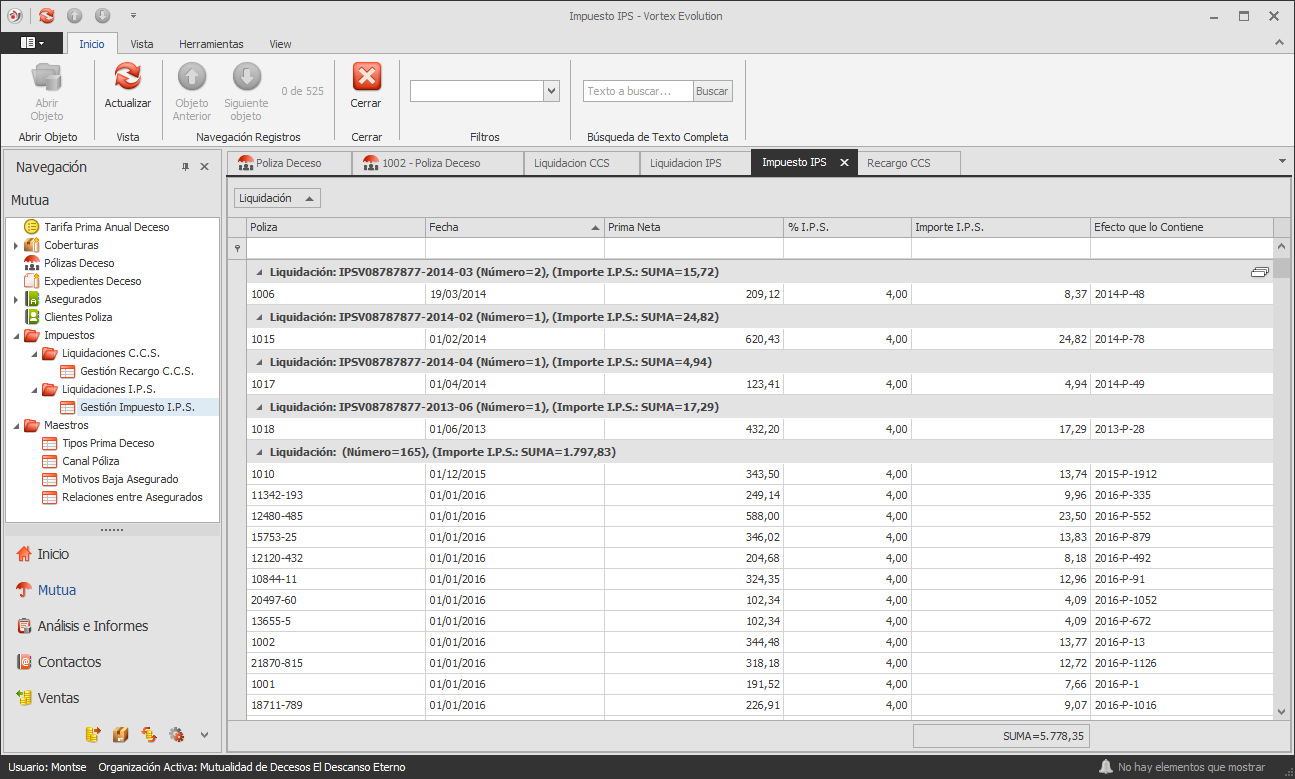 Impuesto IPS - Vortex Evolution
Inicio Vista Herramientas View
Abrir Objeto
Actualizar
Objeto Anterior
Siguiente objeto
0 de 525
Cerrar
Texto a buscar... Buscar
Abrir Objeto Vista Navegación Registros Cerrar Filtros Búsqueda de Texto Completa
Navegación
Mutua
Tarifa Prima Anual Deceso
Coberturas
Pólizas Deceso
Expedientes Deceso
Asegurados
Clientes Poliza
Impuestos
Liquidaciones C.C.S.
Gestión Recargo C.C.S.
Liquidaciones I.P.S.
Gestión Impuesto I.P.S.
Maestros
Tipos Prima Deceso
Canal Póliza
Motivos Baja Asegurado
Relaciones entre Asegurados
Inicio
Mutua
Análisis e Informes
Contactos
Ventas
Poliza Deceso 1002 - Poliza Deceso Liquidacion CCS Liquidacion IPS Impuesto IPS Recargo CCS
Liquidación
Poliza Fecha Prima Neta % I.P.S. Importe I.P.S. Efecto que lo Contiene
Liquidación: IPSV08787877-2014-03 (Número=2), (Importe I.P.S.: SUMA=15,72)
1006 19/03/2014 209,12 4,00 8,37 2014-P-48
Liquidación: IPSV08787877-2014-02 (Número=1), (Importe I.P.S.: SUMA=24,82)
1015 01/02/2014 620,43 4,00 24,82 2014-P-78
Liquidación: IPSV08787877-2014-04 (Número=1), (Importe I.P.S.: SUMA=4,94)
1017 01/04/2014 123,41 4,00 4,94 2014-P-49
Liquidación: IPSV08787877-2013-06 (Número=1), (Importe I.P.S.: SUMA=17,29)
1018 01/06/2013 432,20 4,00 17,29 2013-P-28
Liquidación: (Número=165), (Importe I.P.S.: SUMA=1.797,83)
1010 01/12/2015 343,50 4,00 13,74 2015-P-1912
11342-193 01/01/2016 249,14 4,00 9,96 2016-P-335
12480-485 01/01/2016 588,00 4,00 23,50 2016-P-552
15753-25 01/01/2016 346,02 4,00 13,83 2016-P-879
12120-432 01/01/2016 204,68 4,00 8,18 2016-P-492
10844-11 01/01/2016 324,35 4,00 12,96 2016-P-91
20497-60 01/01/2016 102,34 4,00 4,09 2016-P-1052
13655-5 01/01/2016 102,34 4,00 4,09 2016-P-672
1002 01/01/2016 344,48 4,00 13,77 2016-P-13
21870-815 01/01/2016 318,18 4,00 12,72 2016-P-1126
1001 01/01/2016 191,52 4,00 7,66 2016-P-1
18711-789 01/01/2016 226,91 4,00 9,07 2016-P-1016
SUMA=5.778,35
Usuario: Montse Organización Activa: Mutualidad de Decesos El Descanso Eterno No hay elementos que mostrar